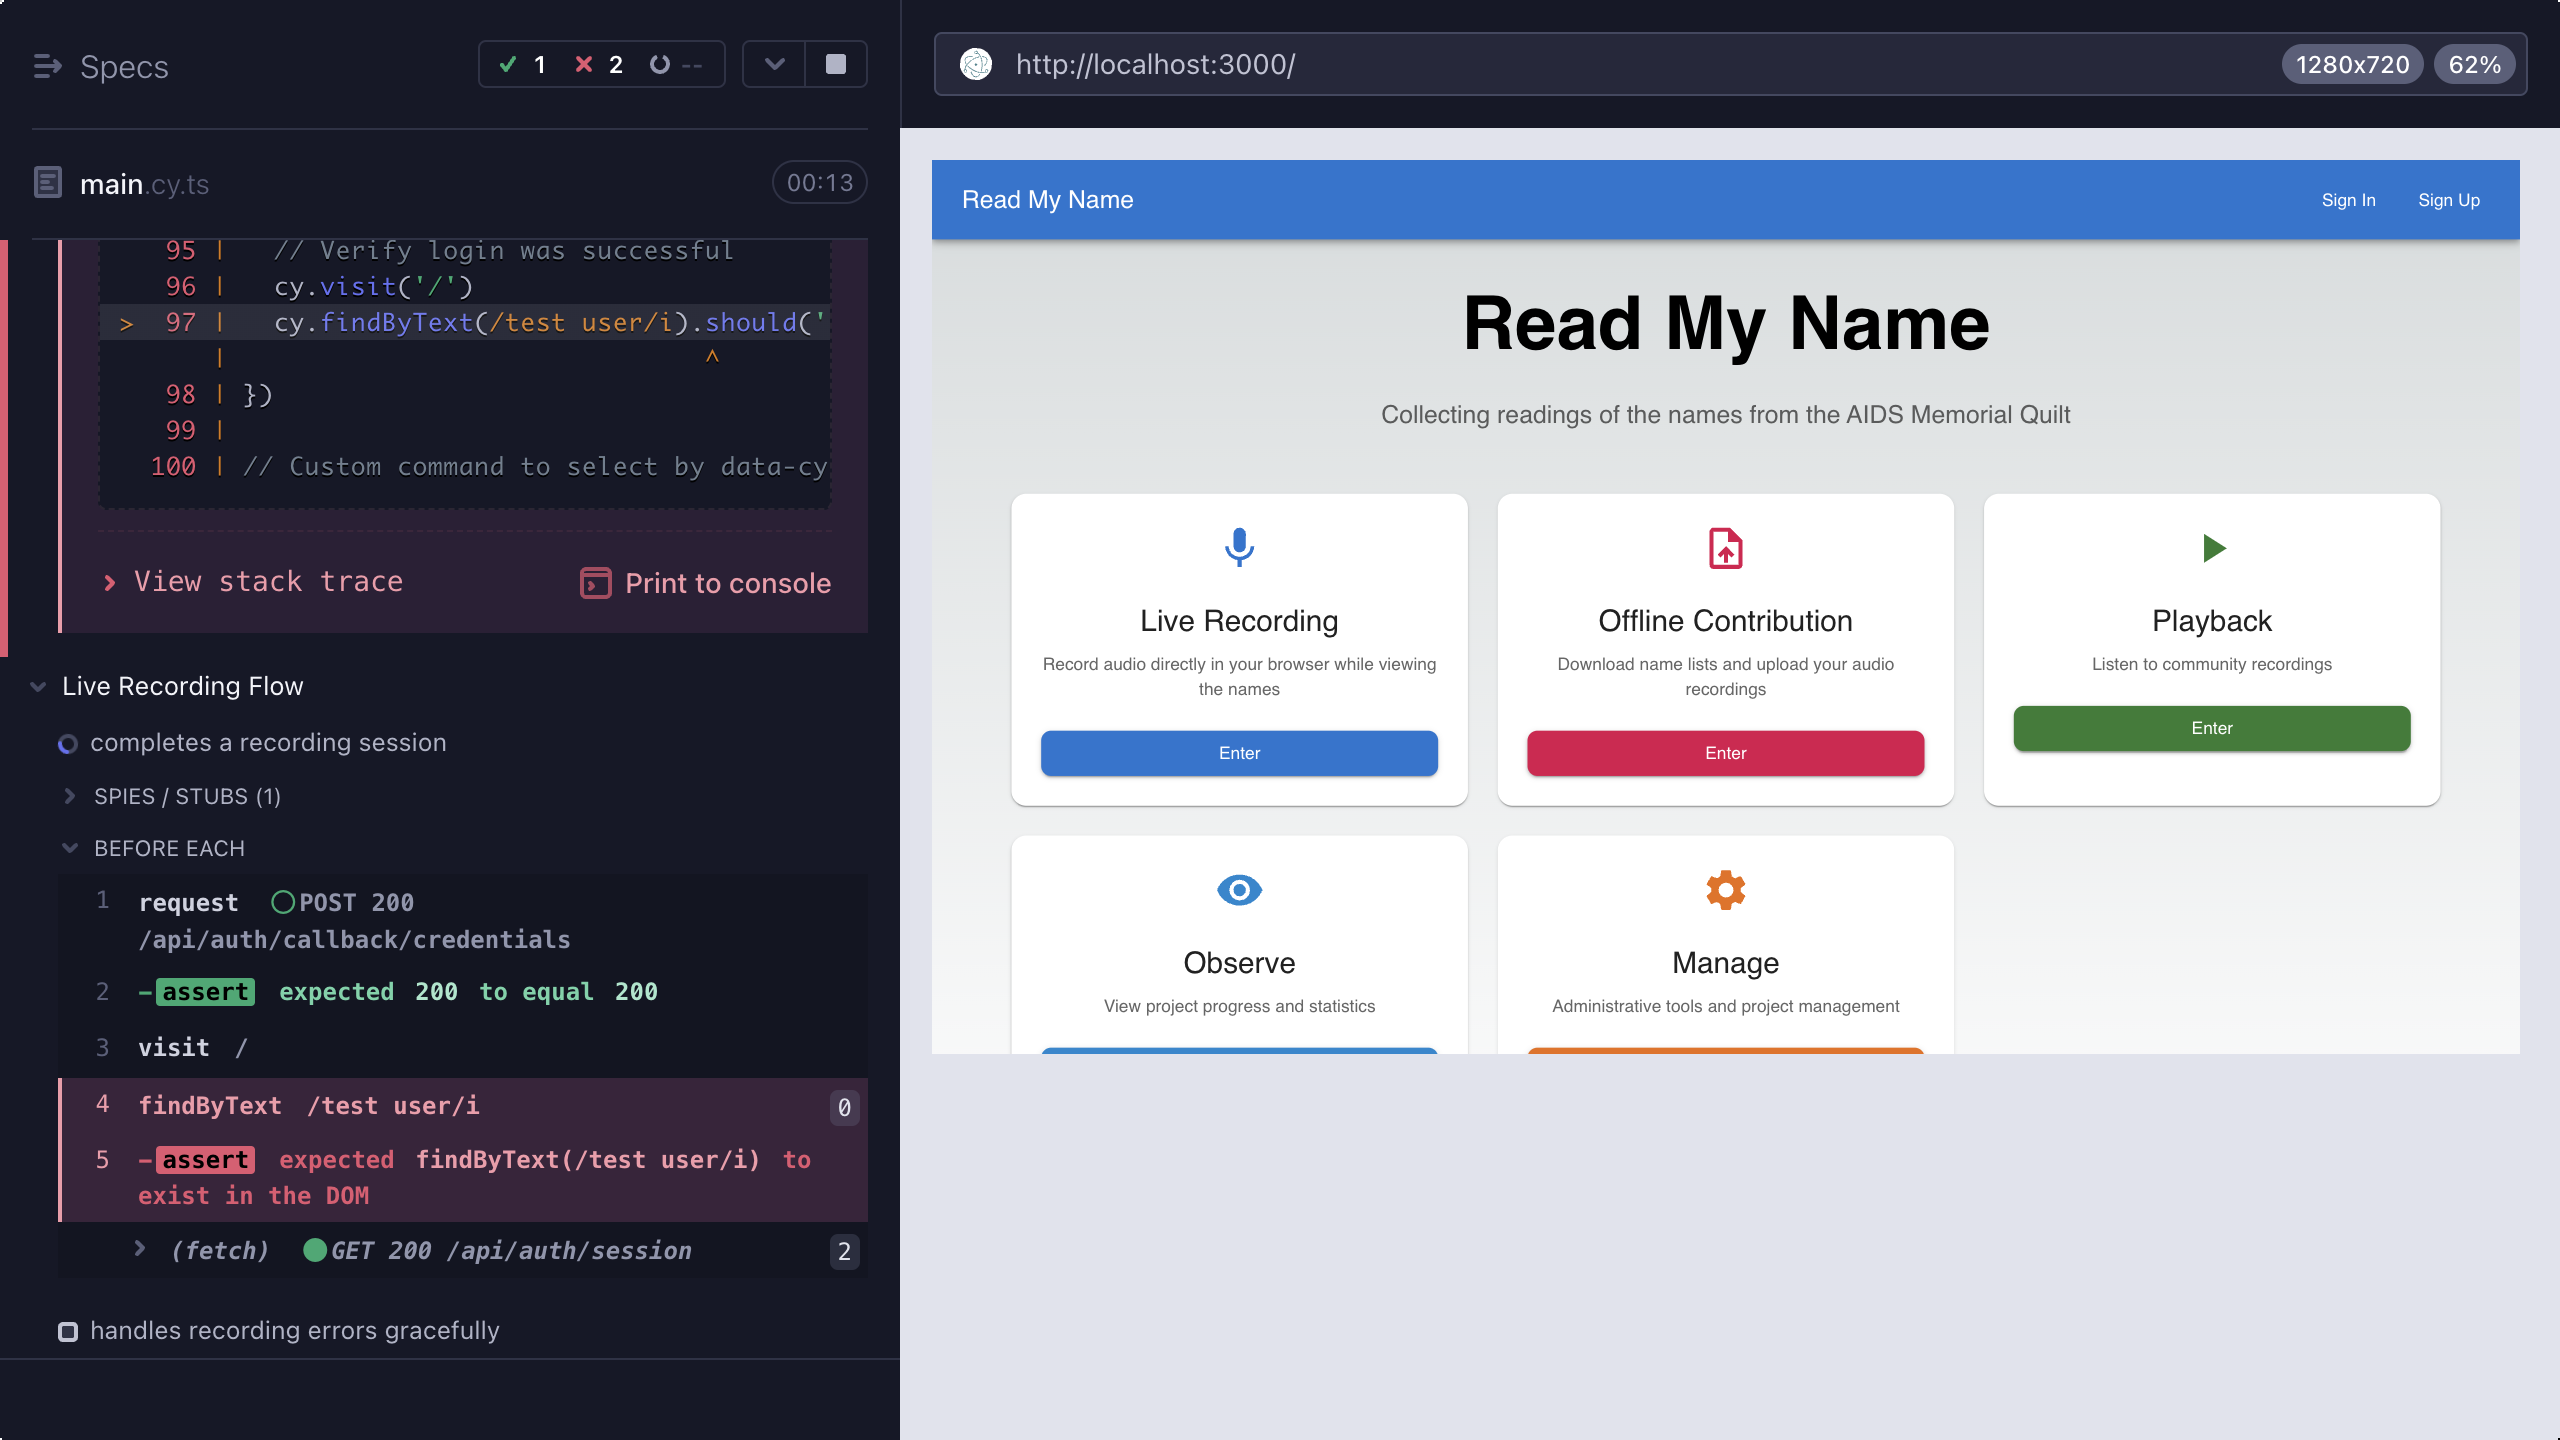 Specs
1 2 --
main.cy.ts 00:13
95 | // Verify login was successful
96 | cy.visit('/')
> 97 | cy.findByText(/test user/i).should('
| ^
98 | })
99 |
100 | // Custom command to select by data-cy
View stack trace
Print to console
Live Recording Flow
completes a recording session
SPIES / STUBS (1)
BEFORE EACH
1 request POST 200
/api/auth/callback/credentials
2 -assert expected 200 to equal 200
3 visit /
4 findByText /test user/i 0
5 -assert expected findByText(/test user/i) to
exist in the DOM
(fetch) GET 200 /api/auth/session 2
handles recording errors gracefully
http://localhost:3000/
1280x720 62%
Read My Name
Sign In Sign Up
Read My Name
Collecting readings of the names from the AIDS Memorial Quilt
Live Recording
Record audio directly in your browser while viewing
the names
Enter
Offline Contribution
Download name lists and upload your audio
recordings
Enter
Playback
Listen to community recordings
Enter
Observe
View project progress and statistics
Manage
Administrative tools and project management